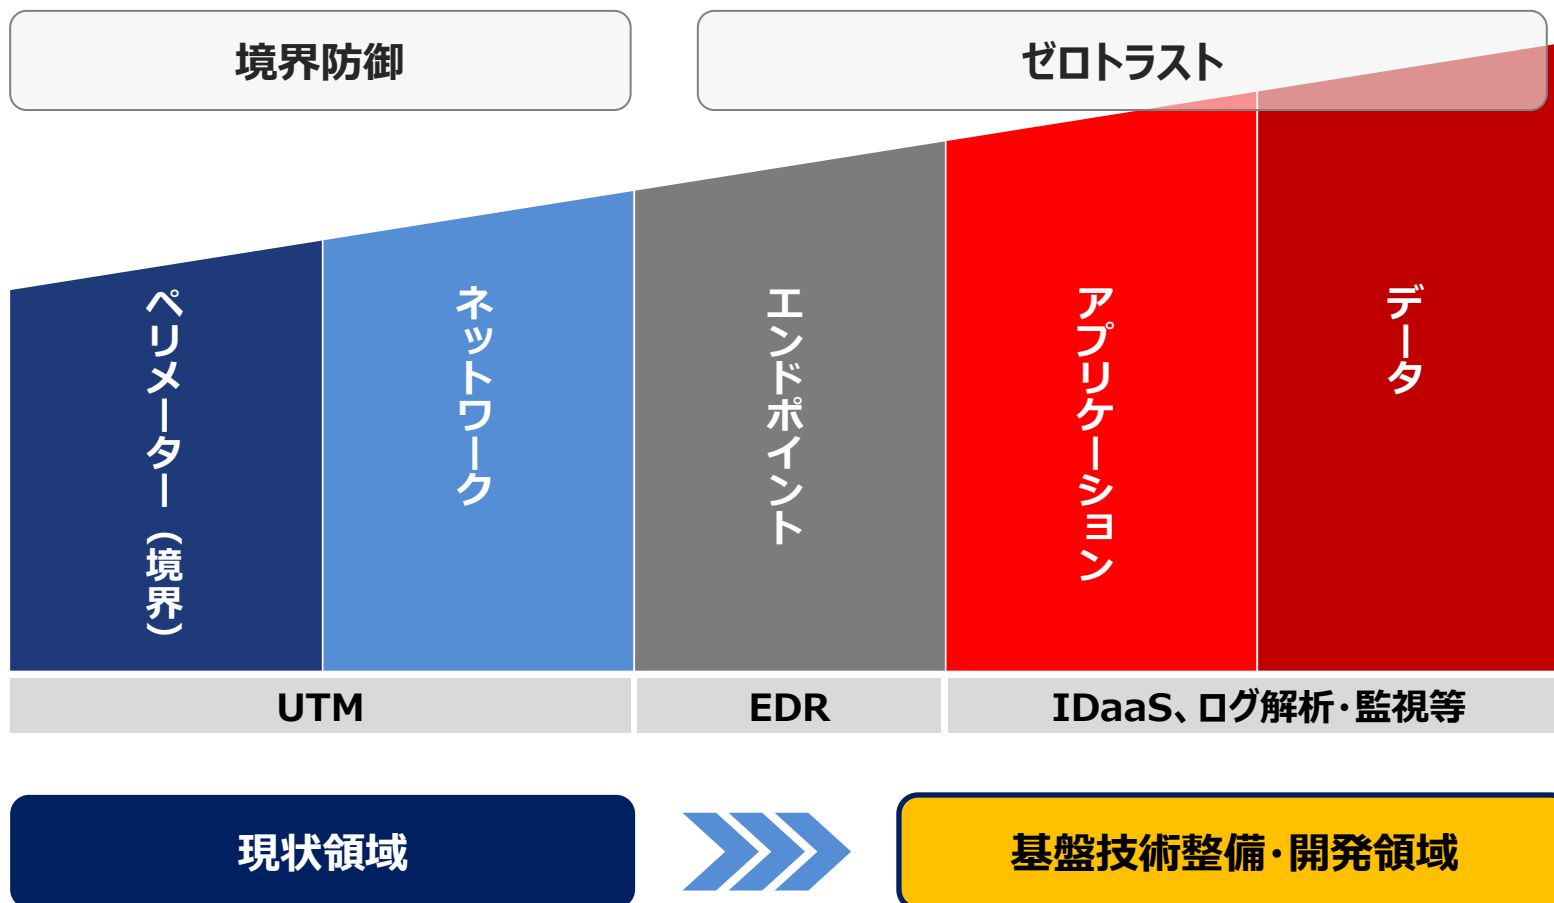 境界防御
ゼロトラスト
ペリメーター（境界）
ネットワーク
エンドポイント
アプリケーション
データ
UTM
EDR
IDaaS、ログ解析・監視等
現状領域
基盤技術整備・開発領域